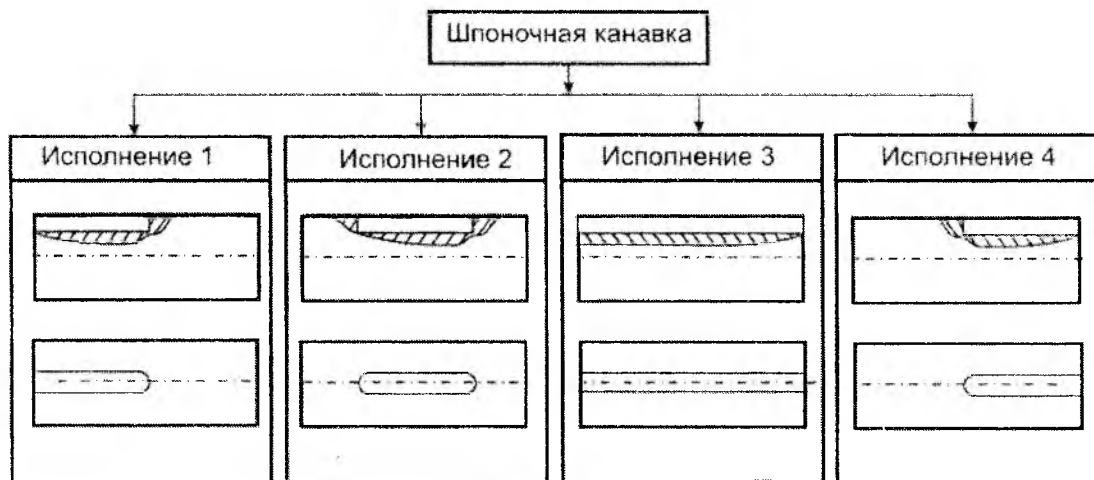 Шпоночная канавка
Исполнение 1
Исполнение 2
Исполнение 3
Исполнение 4